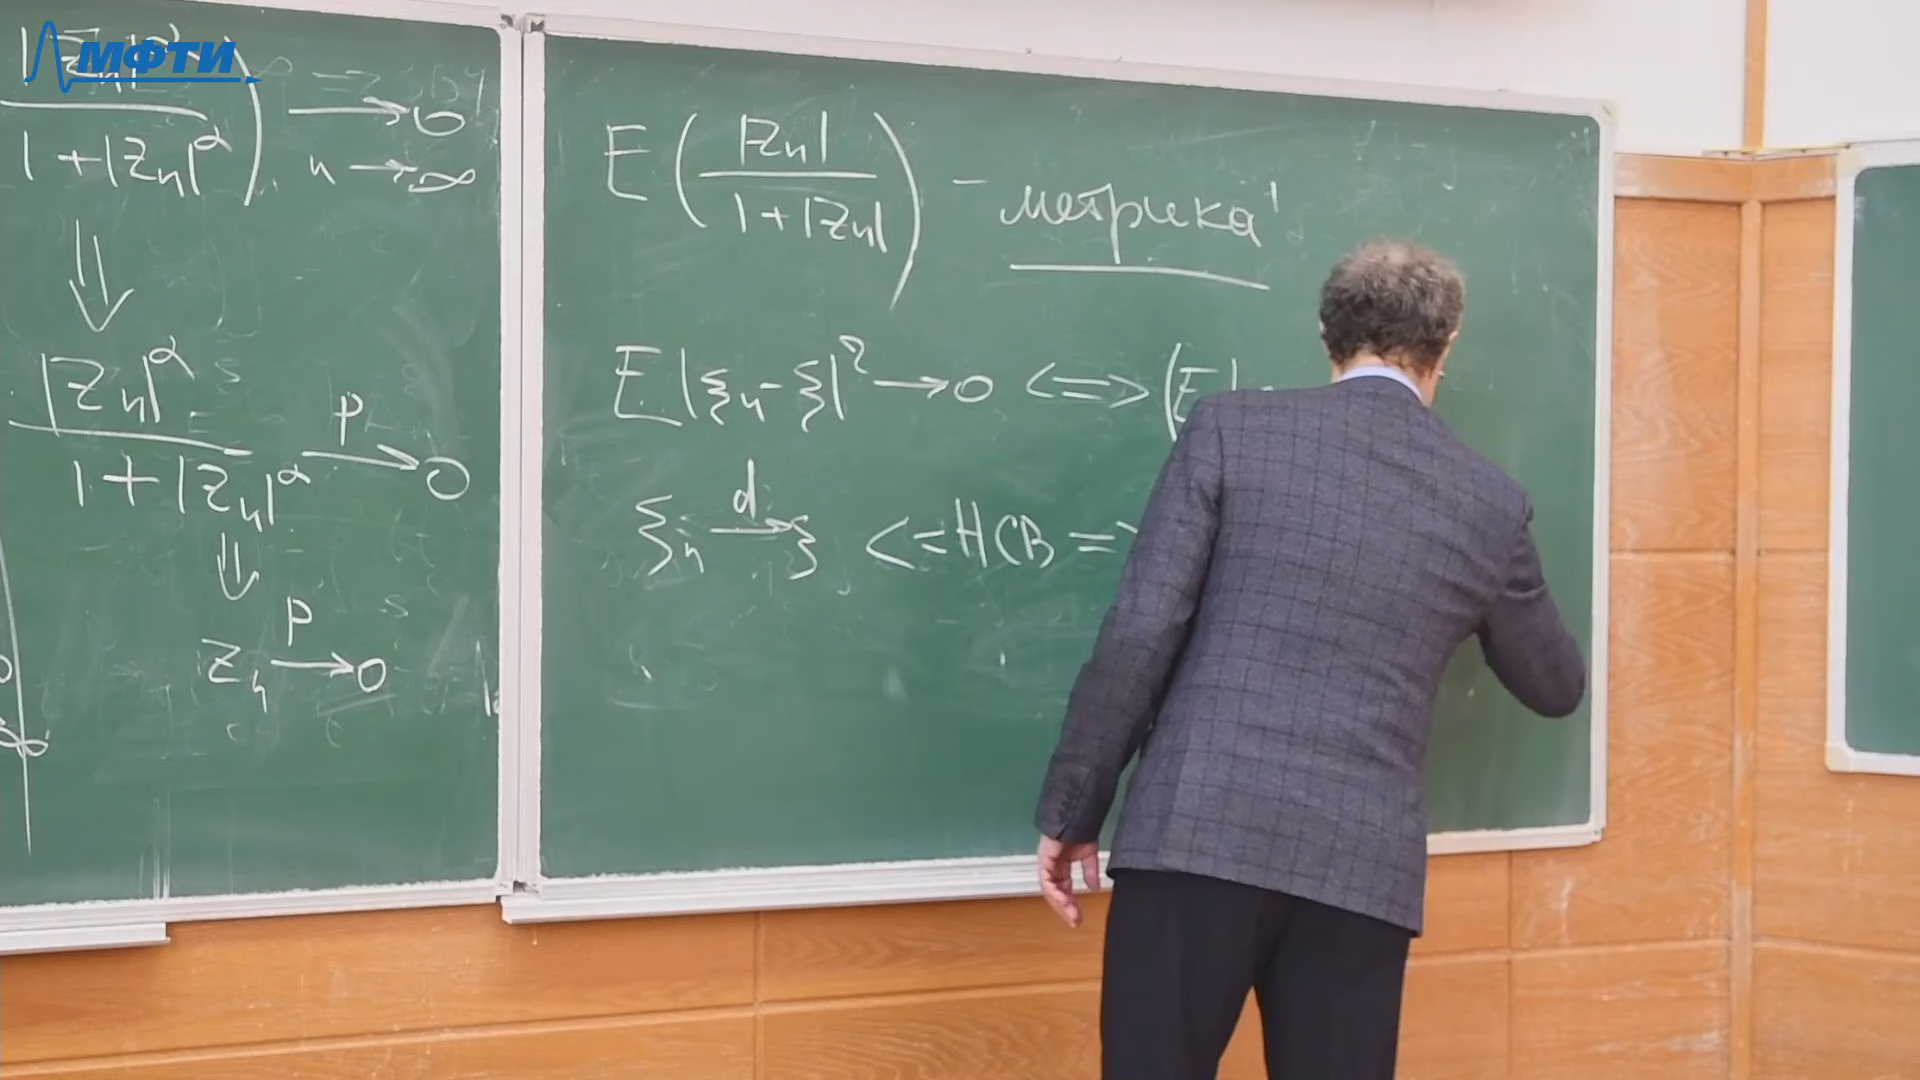 МФТИ
|Zₙ|ᵅ
1 + |Zₙ|ᵅ ) ⟶ 0
n → ∞
⇓
|Zₙ|ᵅ
1 + |Zₙ|ᵅ
P
⟶ 0
⇓
P
Zₙ ⟶ 0
∞
E ( |Zₙ| / 1 + |Zₙ| ) – метрика
E |ξₙ - ξ|² ⟶ 0 <=> (E|
d
ξₙ ⟶ ξ <= НСВ =>